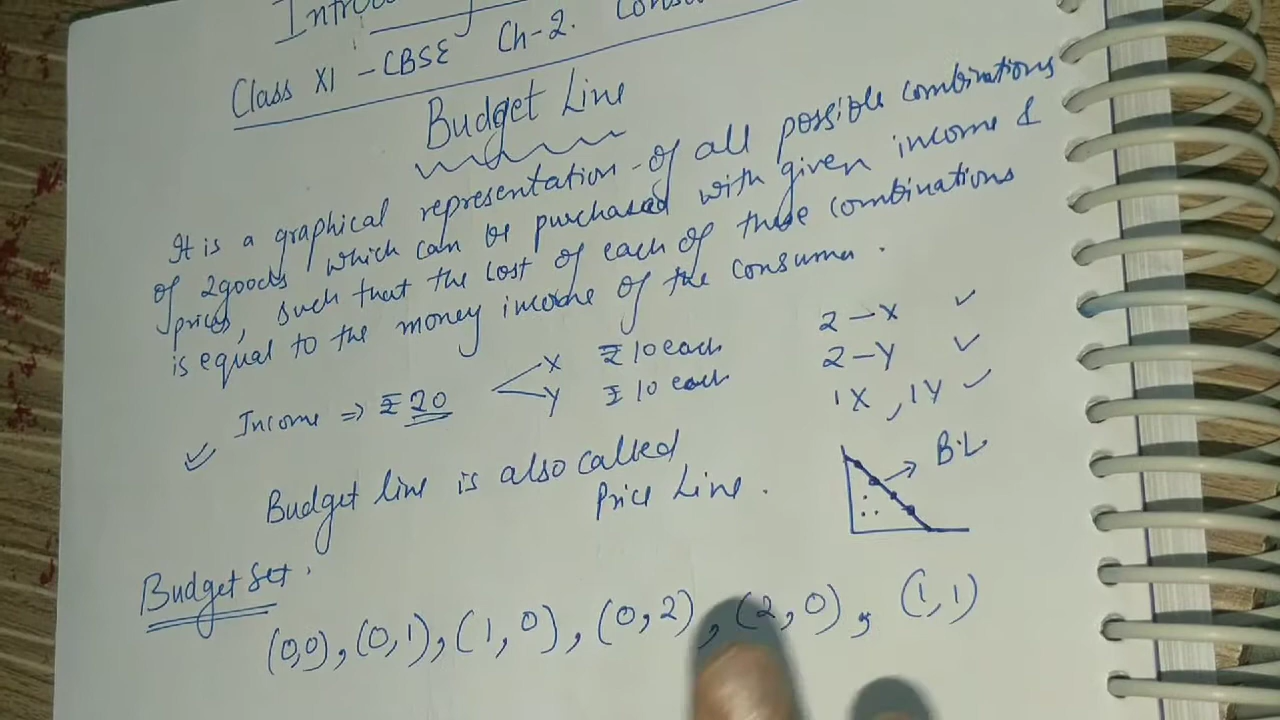 Class XI - CBSE Ch-2.
Budget Line
It is a graphical representation of all possible combinations
of 2 goods which can be purchased with given income &
prices, such that the cost of each of these combinations
is equal to the money income of the consumer.
Income => ₹20
X ₹10 each
Y ₹10 each
2-X ✓
2-Y ✓
1X, 1Y ✓
Budget line is also called
Price Line.
B.L
Budget Set.
(0,0), (0,1), (1,0), (0,2), (2,0), (1,1)